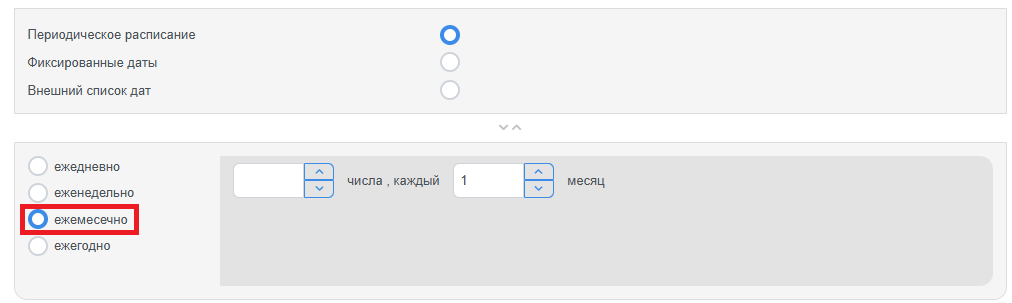 Периодическое расписание
Фиксированные даты
Внешний список дат
ежедневно
еженедельно
ежемесечно
ежегодно
числа , каждый 1 месяц